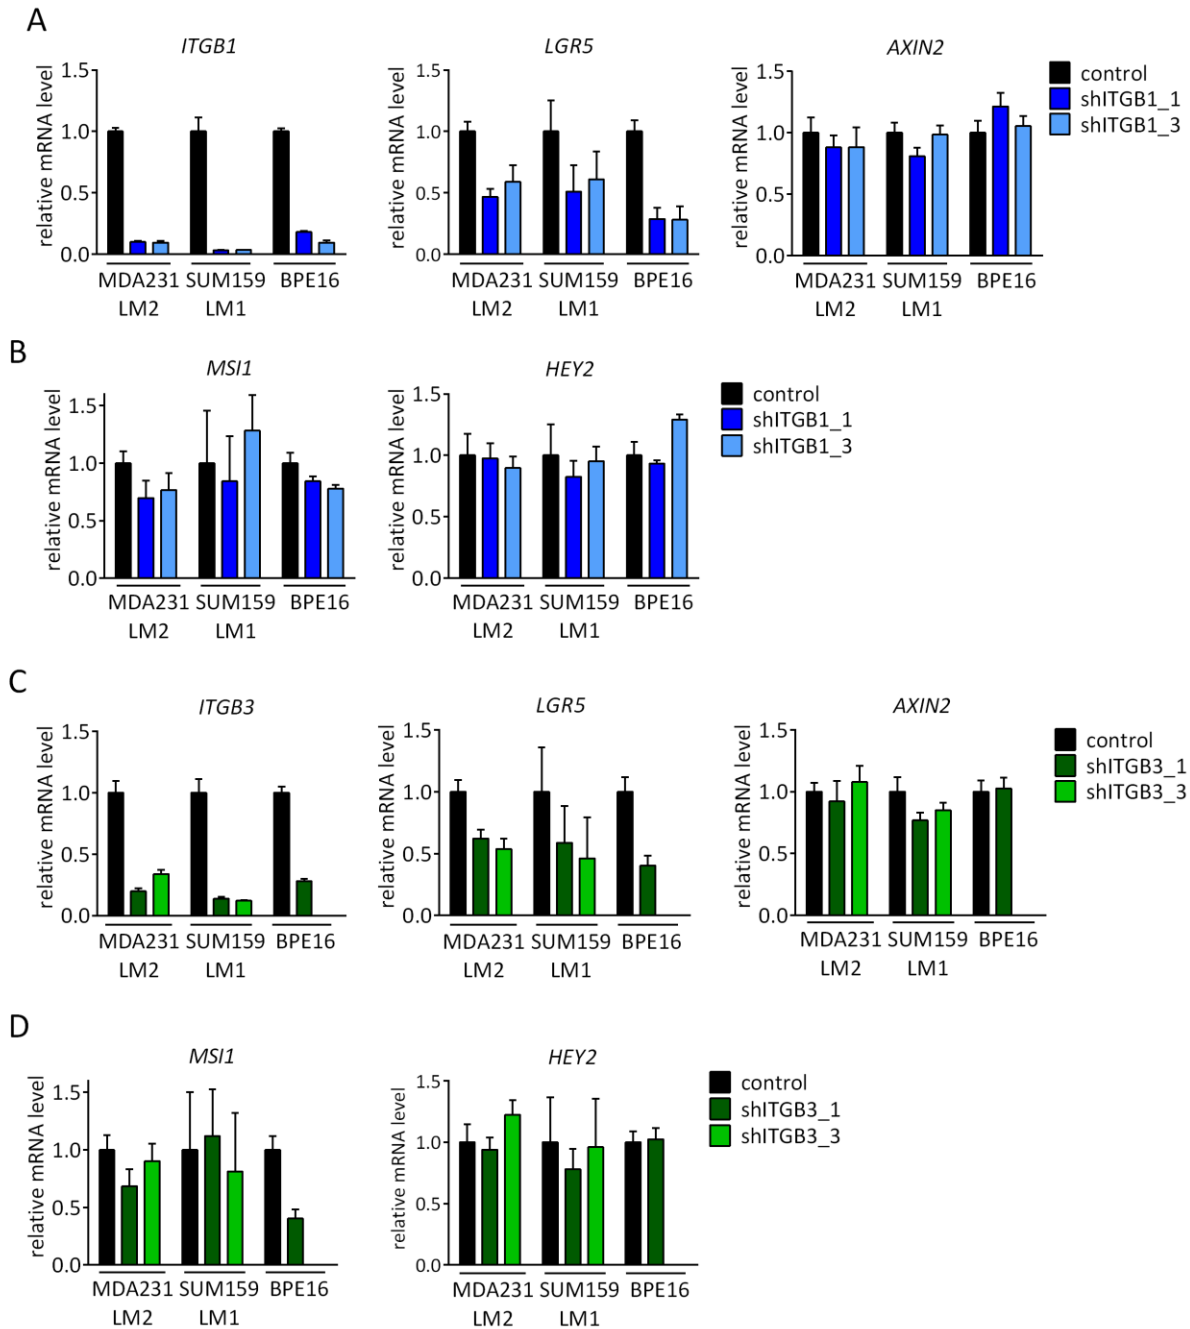 A
ITGB1
LGR5
AXIN2
relative mRNA level
1.5
1.0
0.5
0.0
MDA231
LM2
SUM159
LM1
BPE16
relative mRNA level
1.5
1.0
0.5
0.0
MDA231
LM2
SUM159
LM1
BPE16
relative mRNA level
1.5
1.0
0.5
0.0
MDA231
LM2
SUM159
LM1
BPE16
control
shITGB1_1
shITGB1_3
B
MSI1
HEY2
relative mRNA level
1.5
1.0
0.5
0.0
MDA231
LM2
SUM159
LM1
BPE16
relative mRNA level
1.5
1.0
0.5
0.0
MDA231
LM2
SUM159
LM1
BPE16
control
shITGB1_1
shITGB1_3
C
ITGB3
LGR5
AXIN2
relative mRNA level
1.5
1.0
0.5
0.0
MDA231
LM2
SUM159
LM1
BPE16
relative mRNA level
1.5
1.0
0.5
0.0
MDA231
LM2
SUM159
LM1
BPE16
relative mRNA level
1.5
1.0
0.5
0.0
MDA231
LM2
SUM159
LM1
BPE16
control
shITGB3_1
shITGB3_3
D
MSI1
HEY2
relative mRNA level
1.5
1.0
0.5
0.0
MDA231
LM2
SUM159
LM1
BPE16
relative mRNA level
1.5
1.0
0.5
0.0
MDA231
LM2
SUM159
LM1
BPE16
control
shITGB3_1
shITGB3_3